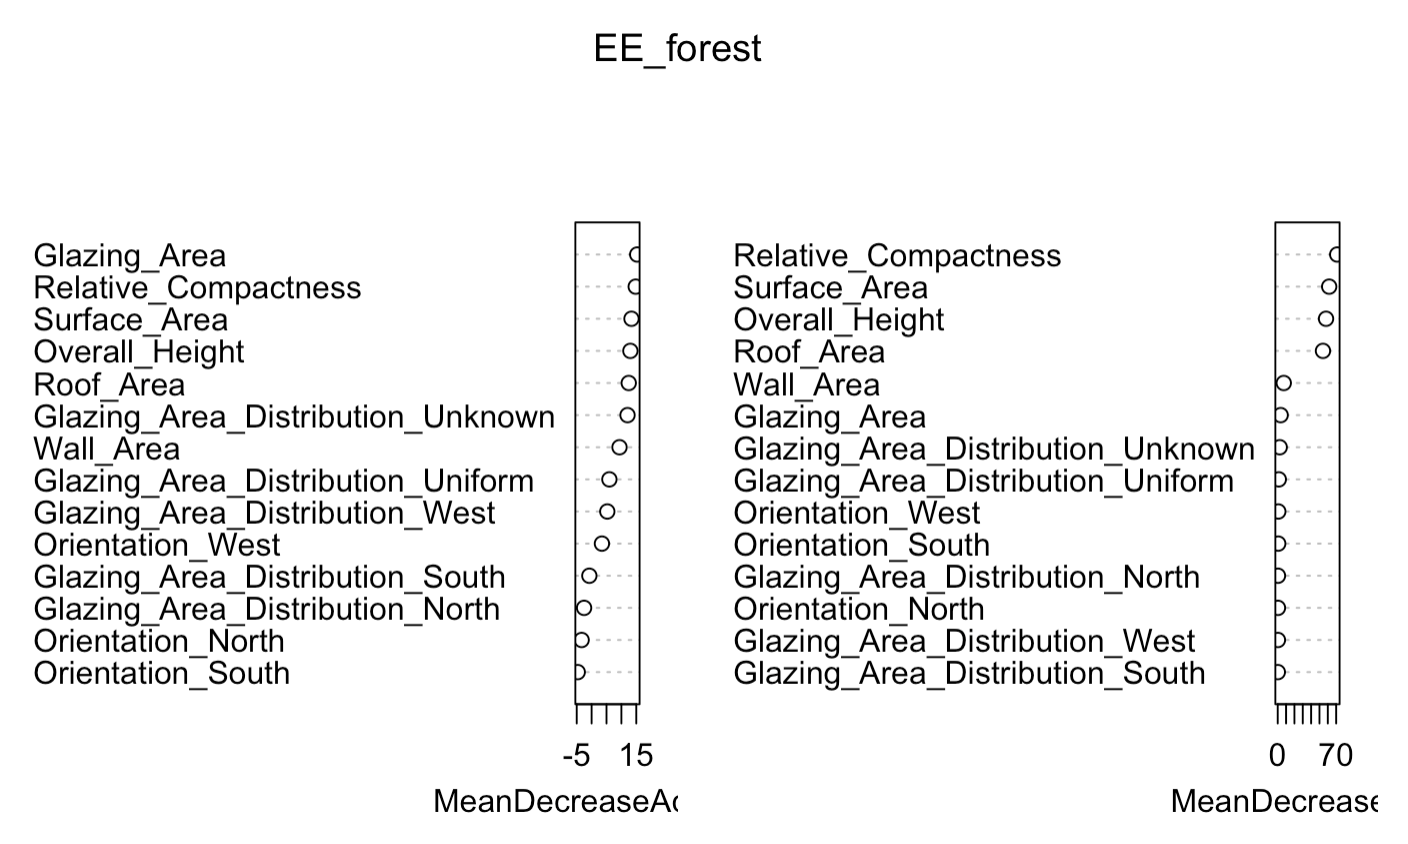 EE_forest
Glazing_Area
Relative_Compactness
Surface_Area
Overall_Height
Roof_Area
Glazing_Area_Distribution_Unknown
Wall_Area
Glazing_Area_Distribution_Uniform
Glazing_Area_Distribution_West
Orientation_West
Glazing_Area_Distribution_South
Glazing_Area_Distribution_North
Orientation_North
Orientation_South
-5 15
MeanDecreaseAc
Relative_Compactness
Surface_Area
Overall_Height
Roof_Area
Wall_Area
Glazing_Area
Glazing_Area_Distribution_Unknown
Glazing_Area_Distribution_Uniform
Orientation_West
Orientation_South
Glazing_Area_Distribution_North
Orientation_North
Glazing_Area_Distribution_West
Glazing_Area_Distribution_South
0 70
MeanDecrease